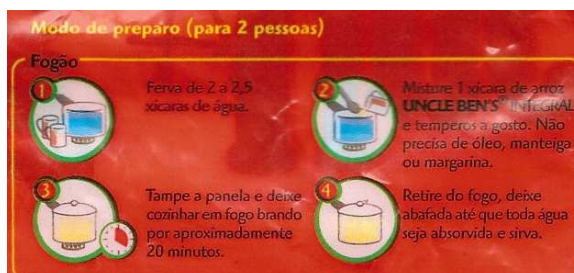 Modo de preparo (para 2 pessoas)
Fogão
1
Ferva de 2 a 2,5
xícaras de água.
2
Misture 1 xícara de arroz
UNCLE BEN'S® INTEGRAL
e temperos a gosto. Não
precisa de óleo, manteiga
ou margarina.
3
Tampe a panela e deixe
cozinhar em fogo brando
por aproximadamente
20 minutos.
4
Retire do fogo, deixe
abafada até que toda água
seja absorvida e sirva.